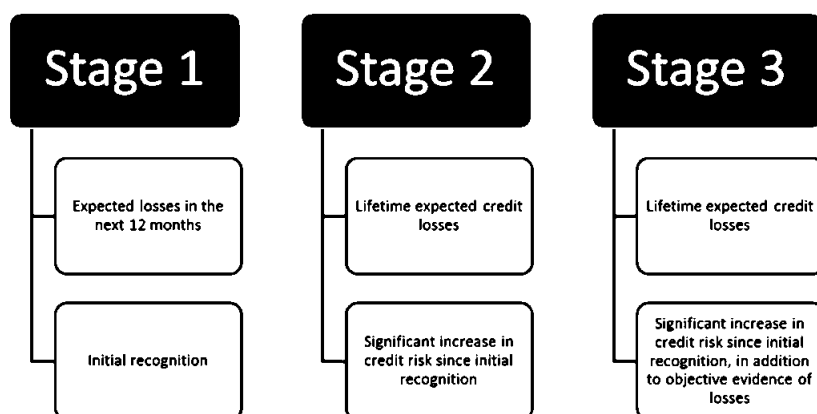 Stage 1
Expected losses in the
next 12 months
Initial recognition
Stage 2
Lifetime expected credit
losses
Significant increase in
credit risk since initial
recognition
Stage 3
Lifetime expected credit
losses
Significant increase in
credit risk since initial
recognition, in addition
to objective evidence of
losses